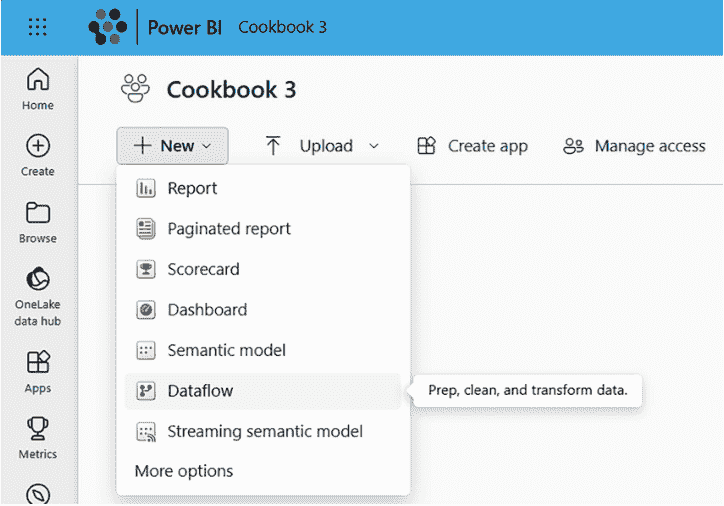 Power BI Cookbook 3
Home
Create
Browse
OneLake
data hub
Apps
Metrics
Cookbook 3
New
Upload
Create app
Manage access
Report
Paginated report
Scorecard
Dashboard
Semantic model
Dataflow
Prep, clean, and transform data.
Streaming semantic model
More options